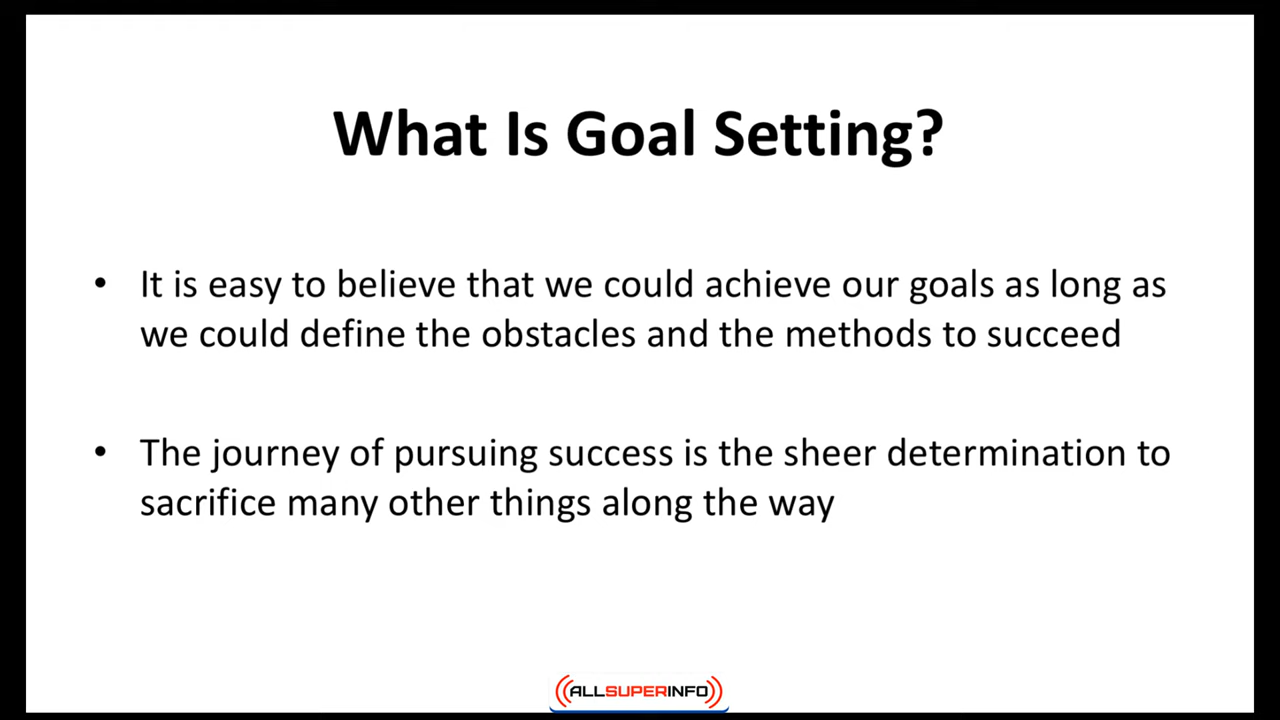 What Is Goal Setting?
• It is easy to believe that we could achieve our goals as long as
we could define the obstacles and the methods to succeed
• The journey of pursuing success is the sheer determination to
sacrifice many other things along the way
ALLSUPERINFO